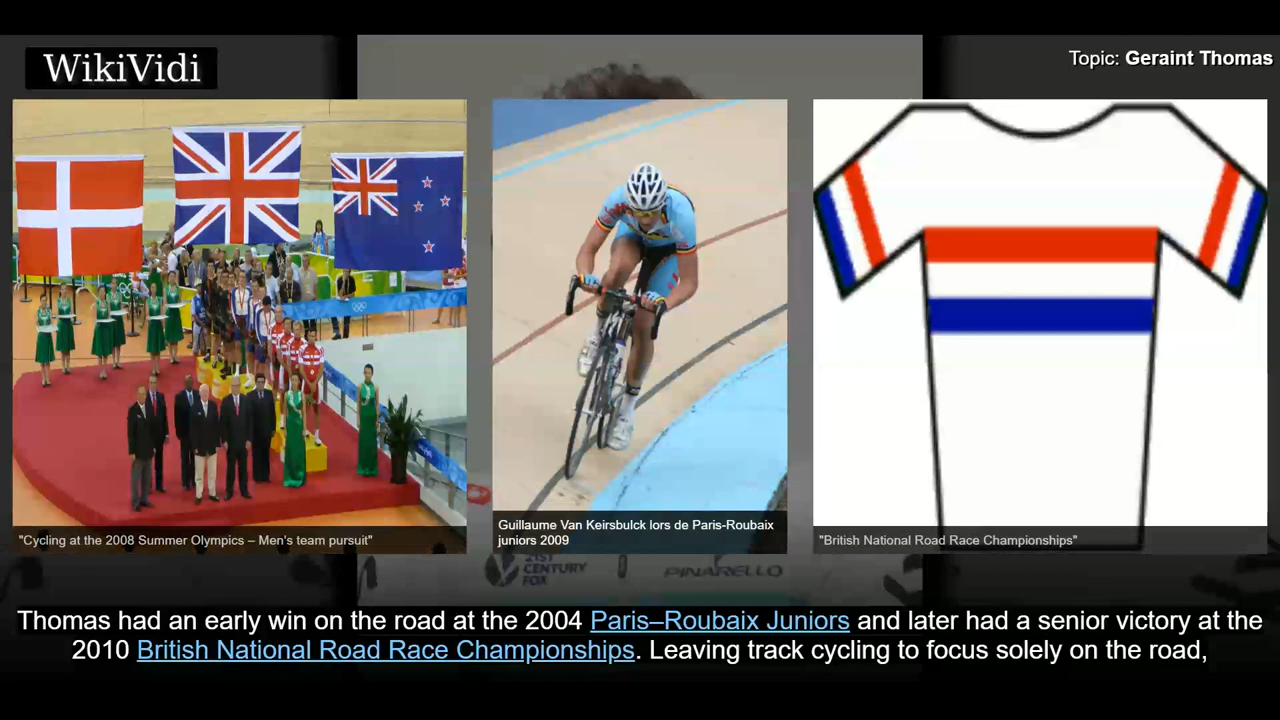 WikiVidi
Topic: Geraint Thomas
"Cycling at the 2008 Summer Olympics – Men's team pursuit"
Guillaume Van Keirsbulck lors de Paris-Roubaix
juniors 2009
"British National Road Race Championships"
21ST
CENTURY
FOX
PINARELLO
Thomas had an early win on the road at the 2004 Paris–Roubaix Juniors and later had a senior victory at the
2010 British National Road Race Championships. Leaving track cycling to focus solely on the road,